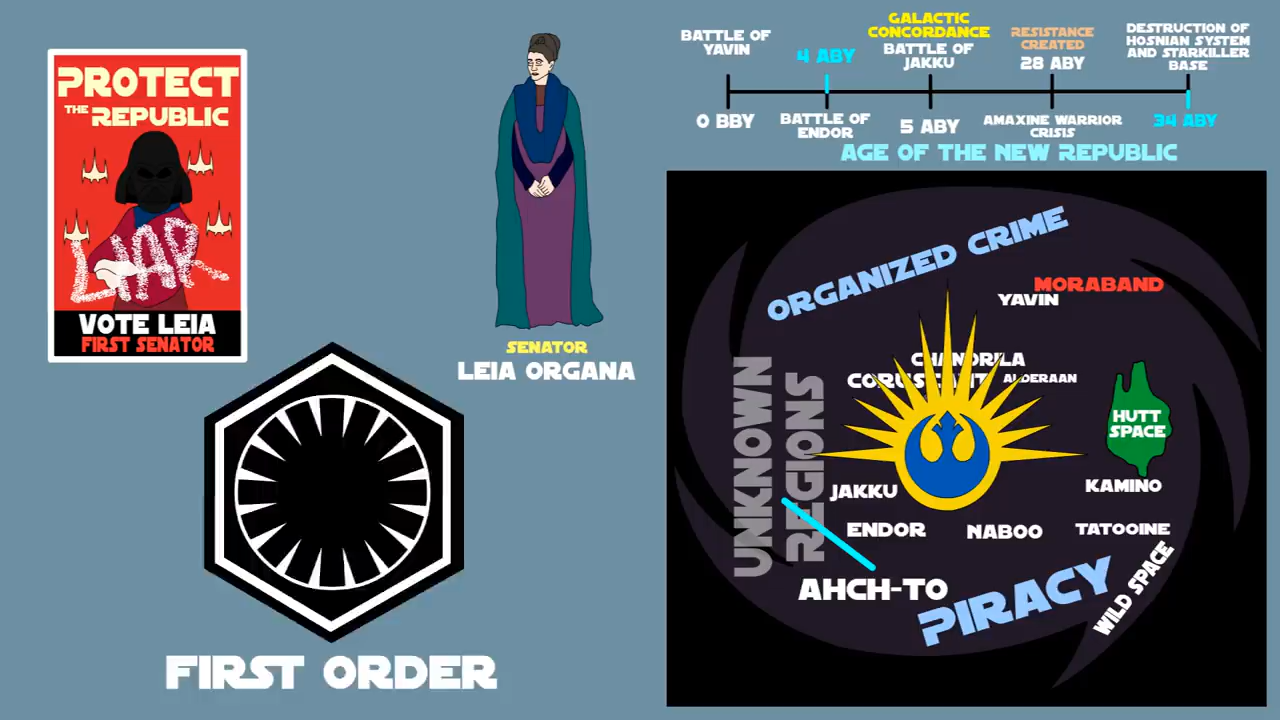 PROTECT
THE REPUBLIC
LIAR
VOTE LEIA
FIRST SENATOR
SENATOR
LEIA ORGANA
FIRST ORDER
BATTLE OF
YAVIN
0 BBY
4 ABY
BATTLE OF
ENDOR
GALACTIC
CONCORDANCE
BATTLE OF
JAKKU
5 ABY
RESISTANCE
CREATED
28 ABY
AMAXINE WARRIOR
CRISIS
DESTRUCTION OF
HOSNIAN SYSTEM
AND STARKILLER
BASE
34 ABY
AGE OF THE NEW REPUBLIC
ORGANIZED CRIME
MORABAND
YAVIN
CHANDRILA
CORUSCANT
ALDERAAN
UNKNOWN
REGIONS
HUTT
SPACE
JAKKU
KAMINO
ENDOR
NABOO
TATOOINE
AHCH-TO
PIRACY
WILD SPACE